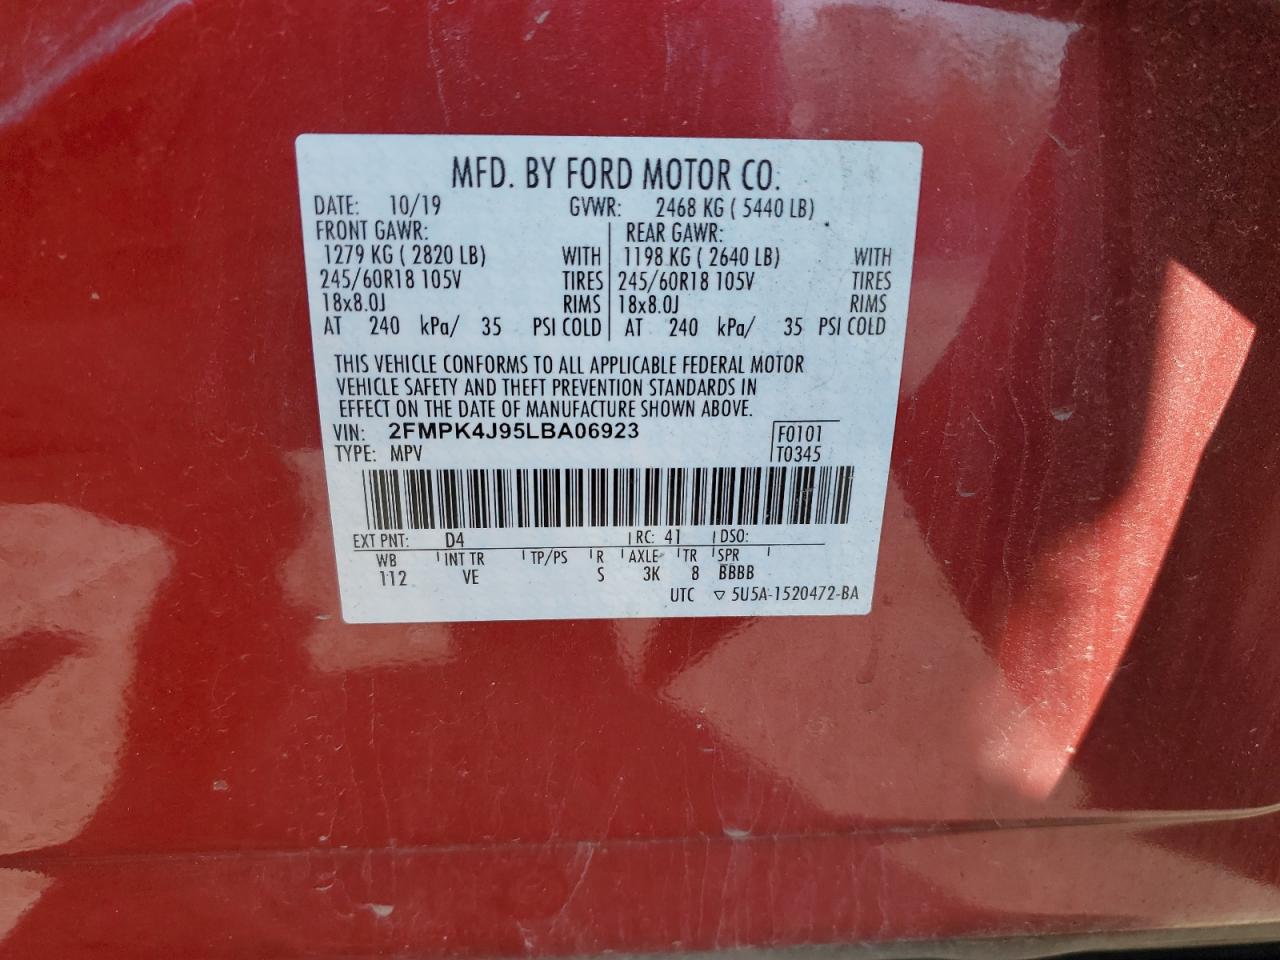 MFD. BY FORD MOTOR CO.
DATE: 10/19 GVWR: 2468 KG ( 5440 LB)
FRONT GAWR: REAR GAWR:
1279 KG ( 2820 LB) WITH 1198 KG ( 2640 LB) WITH
245/60R18 105V TIRES 245/60R18 105V TIRES
18x8.0J RIMS 18x8.0J RIMS
AT 240 kPa/ 35 PSI COLD AT 240 kPa/ 35 PSI COLD
THIS VEHICLE CONFORMS TO ALL APPLICABLE FEDERAL MOTOR
VEHICLE SAFETY AND THEFT PREVENTION STANDARDS IN
EFFECT ON THE DATE OF MANUFACTURE SHOWN ABOVE.
VIN: 2FMPK4J95LBA06923 F0101
TYPE: MPV T0345
EXT PNT: D4 RC: 41 DSO:
WB INT TR TP/PS R AXLE TR SPR
112 VE S 3K 8 BBBB
UTC ▽ 5U5A-1520472-BA